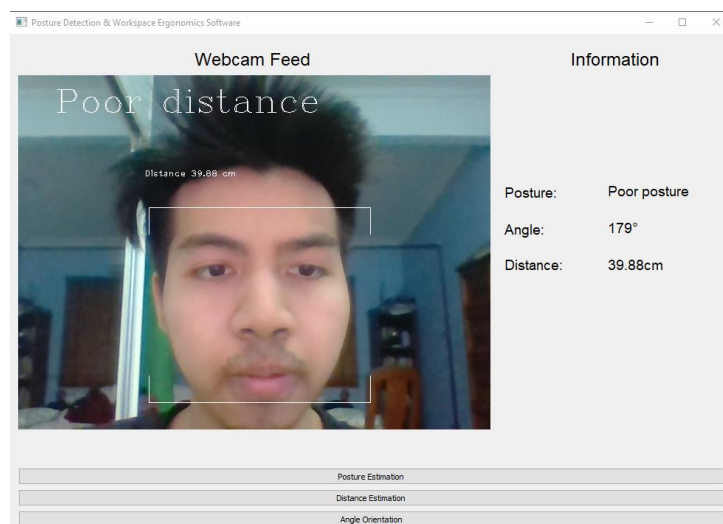 Posture Detection & Workspace Ergonomics Software
Webcam Feed
Information
Poor distance
Distance 39.88 cm
Posture: Poor posture
Angle: 179°
Distance: 39.88cm
Posture Estimation
Distance Estimation
Angle Orientation